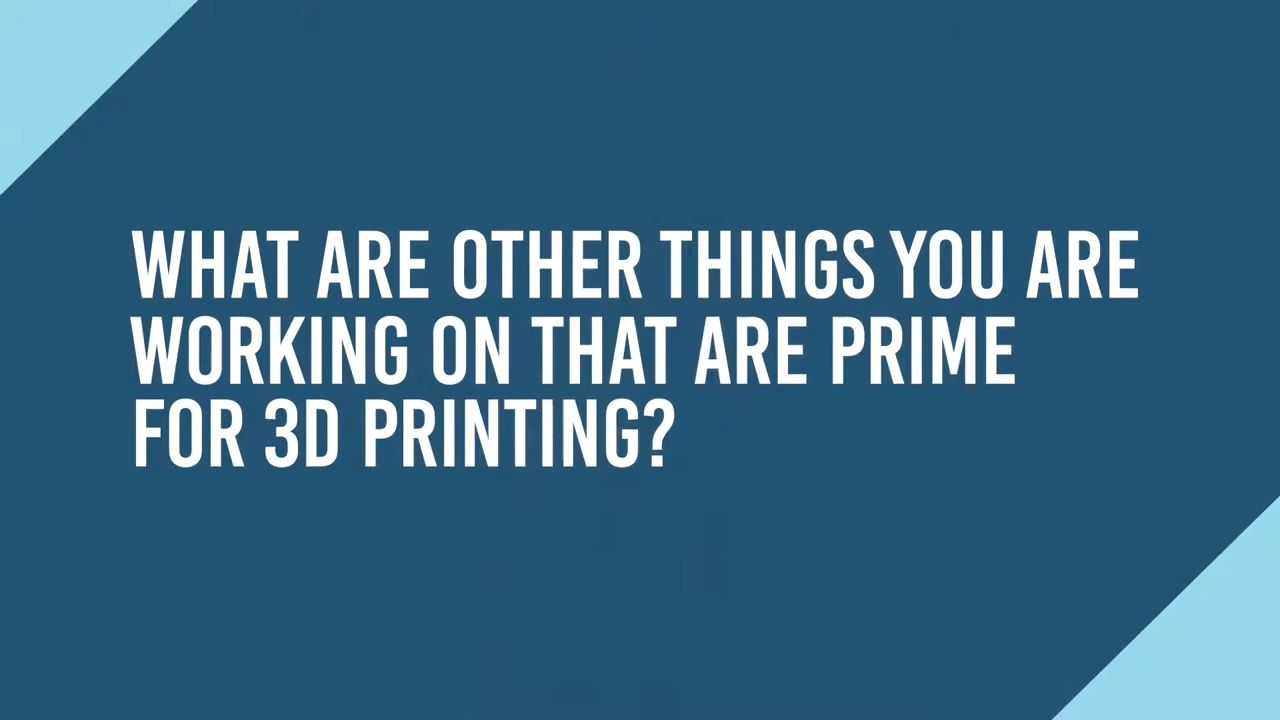 WHAT ARE OTHER THINGS YOU ARE
WORKING ON THAT ARE PRIME
FOR 3D PRINTING?